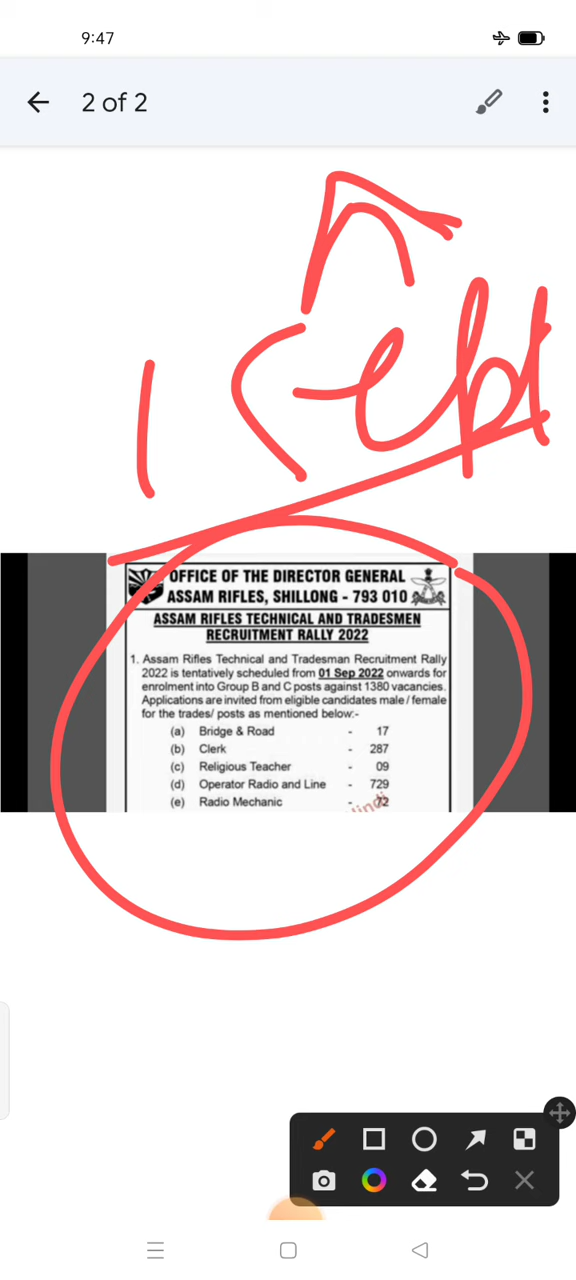 9:47
2 of 2
1 Sept
OFFICE OF THE DIRECTOR GENERAL
ASSAM RIFLES, SHILLONG - 793 010
ASSAM RIFLES TECHNICAL AND TRADESMEN
RECRUITMENT RALLY 2022
1. Assam Rifles Technical and Tradesman Recruitment Rally
2022 is tentatively scheduled from 01 Sep 2022 onwards for
enrolment into Group B and C posts against 1380 vacancies.
Applications are invited from eligible candidates male / female
for the trades/ posts as mentioned below:-
(a) Bridge & Road - 17
(b) Clerk - 287
(c) Religious Teacher - 09
(d) Operator Radio and Line - 729
(e) Radio Mechanic - 72